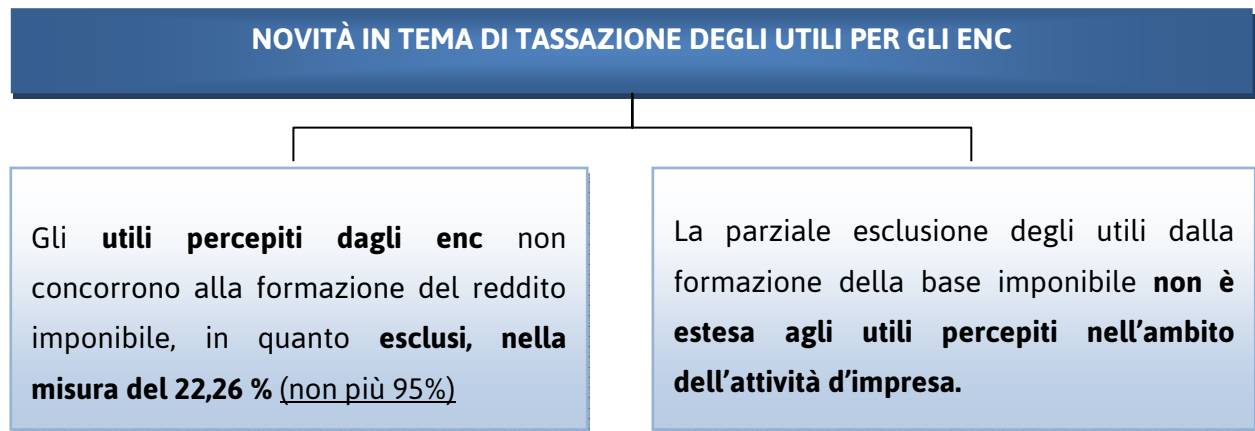 NOVITÀ IN TEMA DI TASSAZIONE DEGLI UTILI PER GLI ENC
Gli utili percepiti dagli enc non
concorrono alla formazione del reddito
imponibile, in quanto esclusi, nella
misura del 22,26 % (non più 95%)
La parziale esclusione degli utili dalla
formazione della base imponibile non è
estesa agli utili percepiti nell’ambito
dell’attività d’impresa.